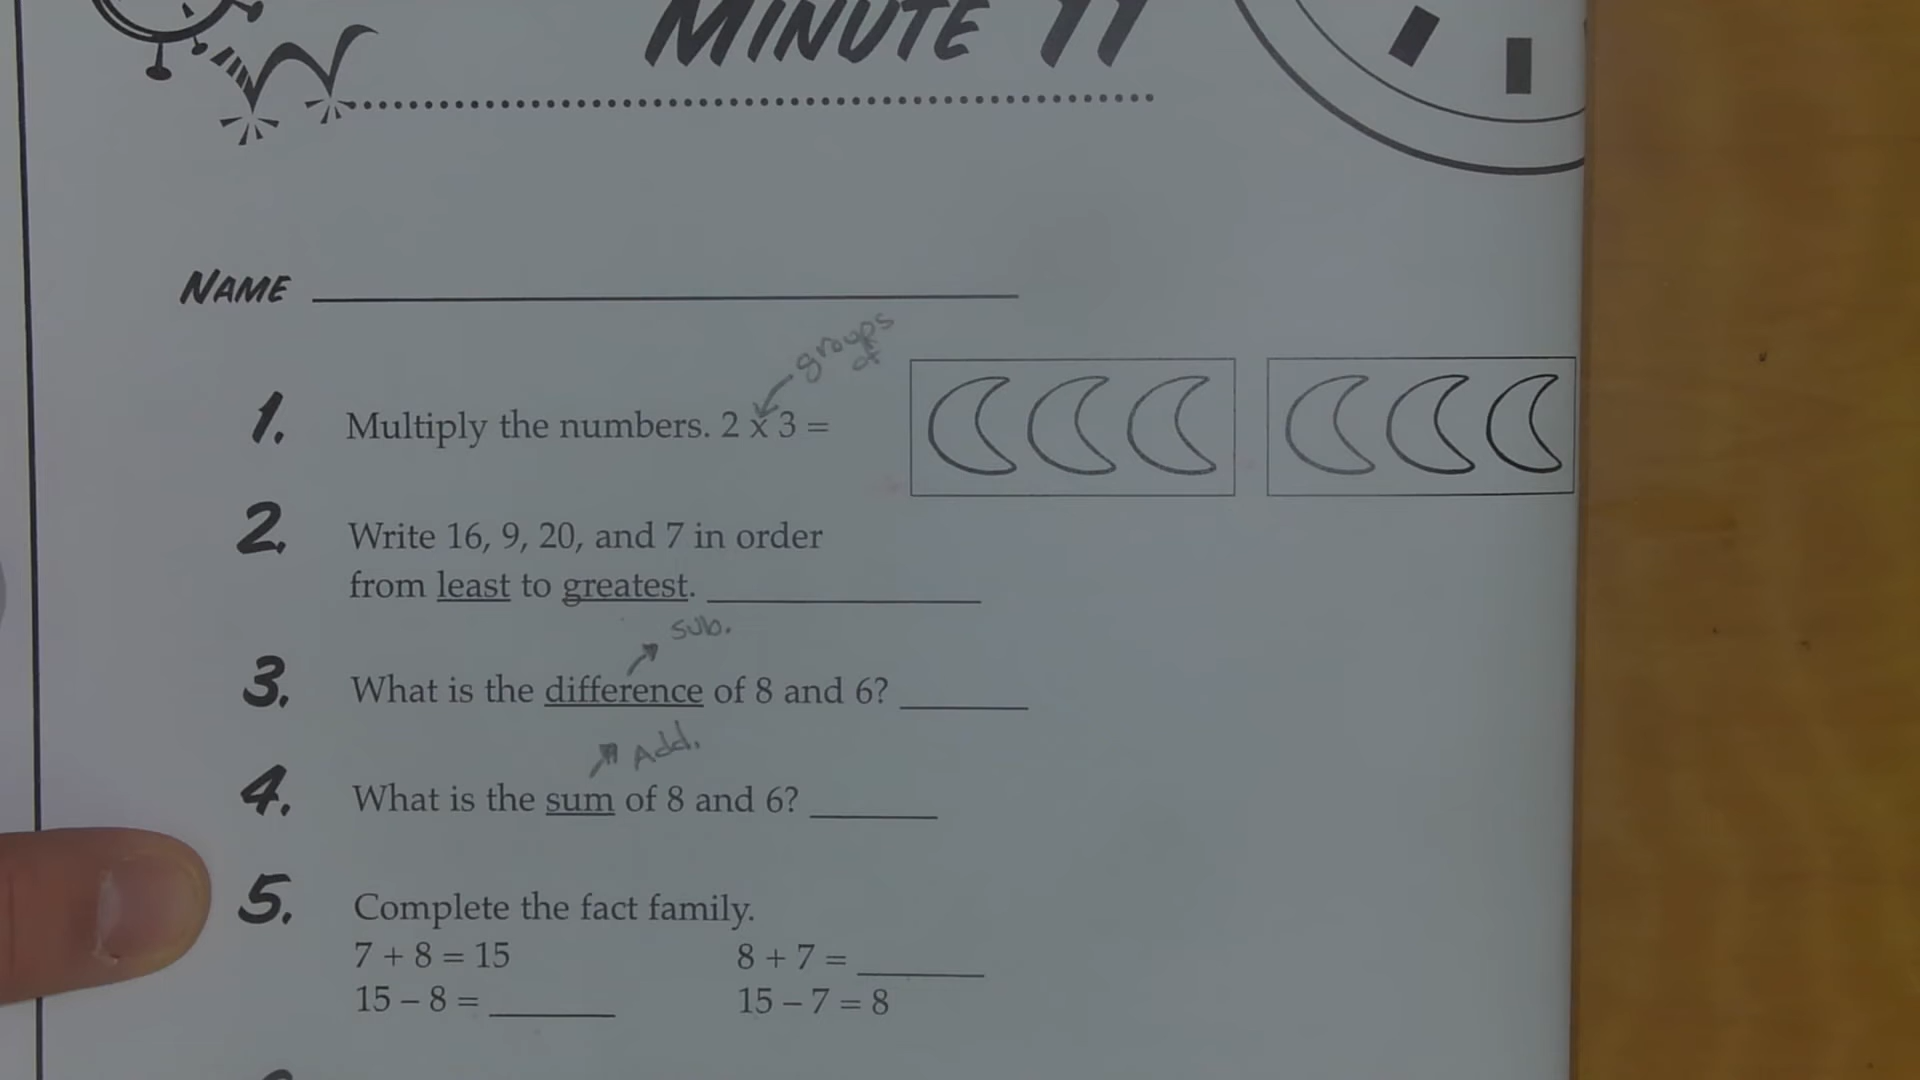 MINUTE 11
NAME
groups
of
1. Multiply the numbers. 2 x 3 =
2. Write 16, 9, 20, and 7 in order
from least to greatest.
sub.
3. What is the difference of 8 and 6?
Add.
4. What is the sum of 8 and 6?
5. Complete the fact family.
7 + 8 = 15 8 + 7 =
15 – 8 = 15 – 7 = 8